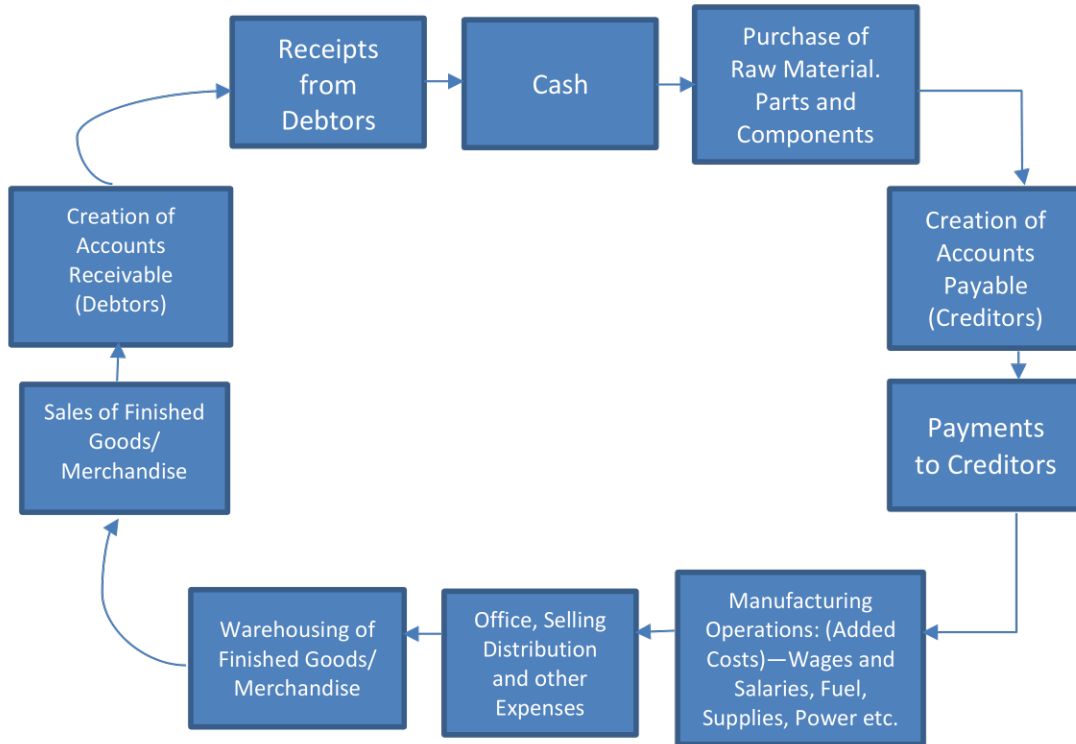 Receipts
from
Debtors
Cash
Purchase of
Raw Material.
Parts and
Components
Creation of
Accounts
Payable
(Creditors)
Payments
to Creditors
Manufacturing
Operations: (Added
Costs)—Wages and
Salaries, Fuel,
Supplies, Power etc.
Office, Selling
Distribution
and other
Expenses
Warehousing of
Finished Goods/
Merchandise
Sales of Finished
Goods/
Merchandise
Creation of
Accounts
Receivable
(Debtors)